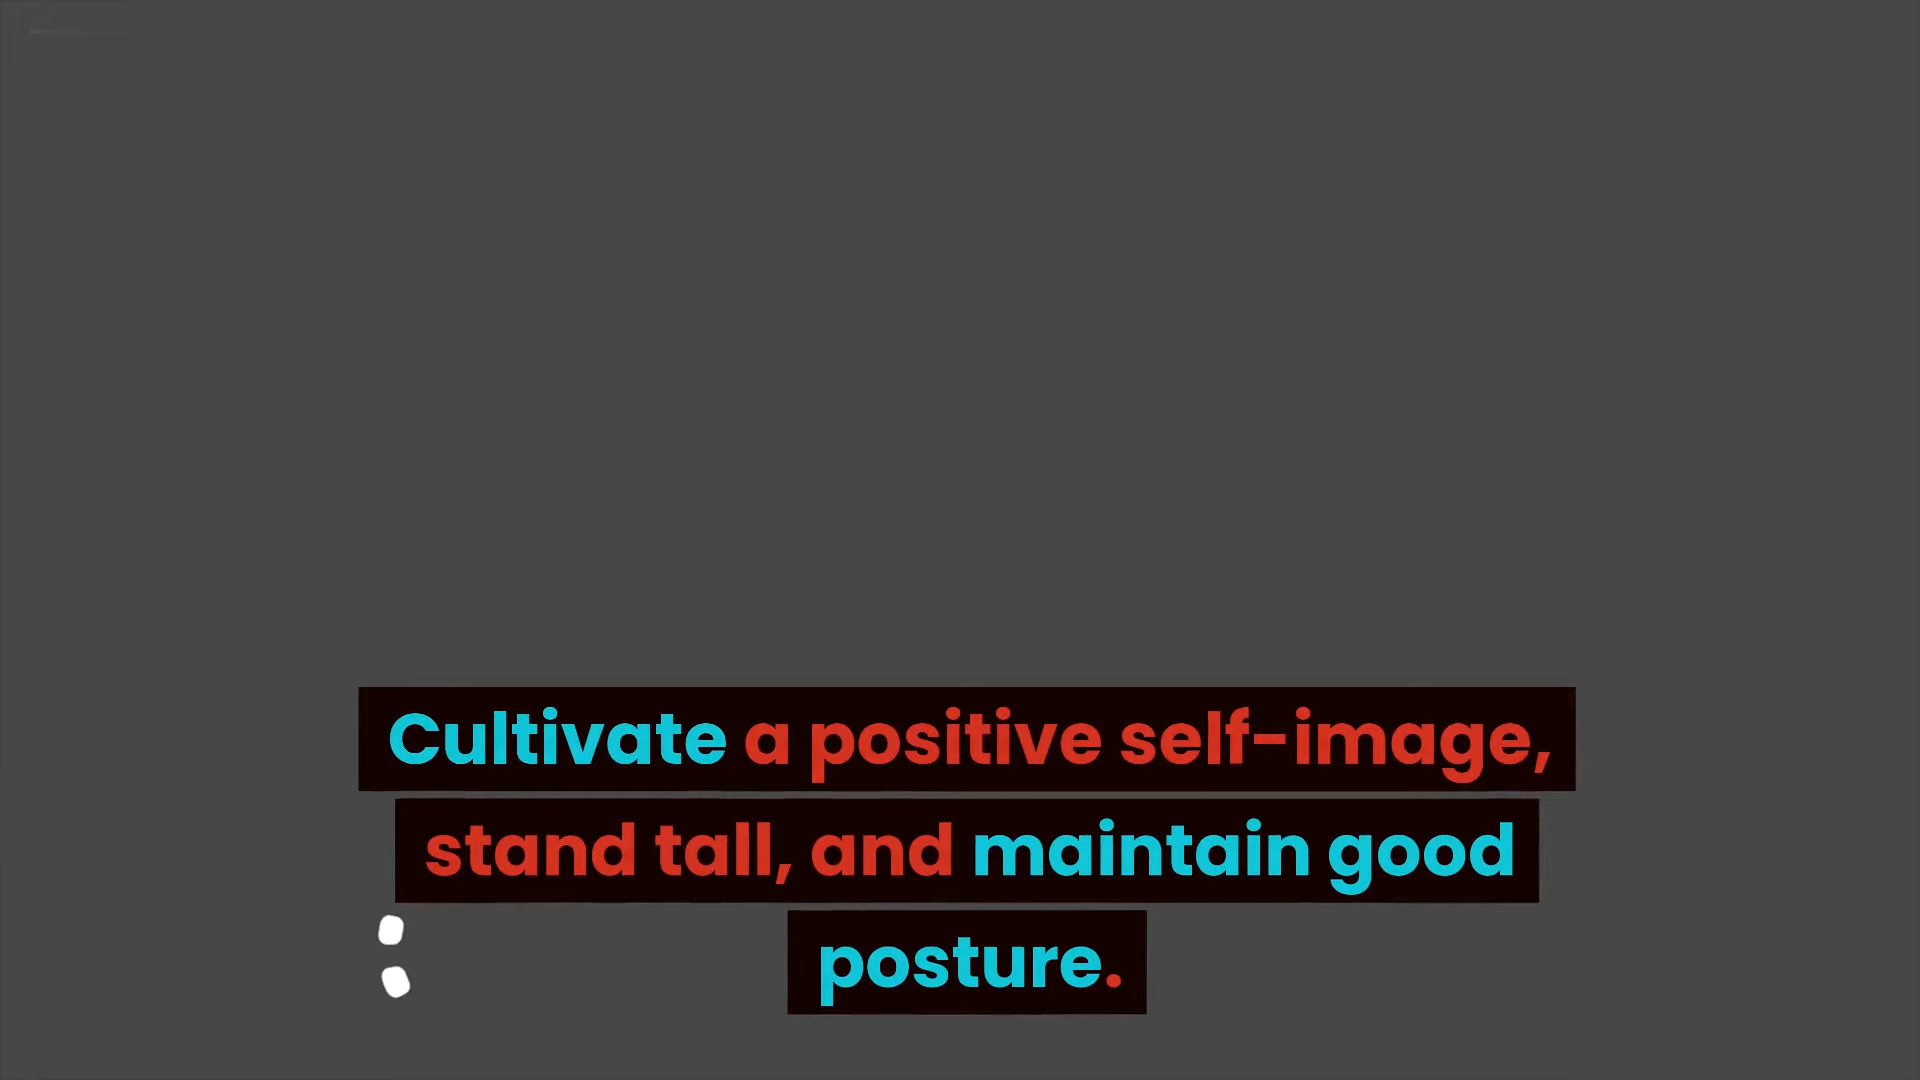 Cultivate a positive self-image,
stand tall, and maintain good
posture.